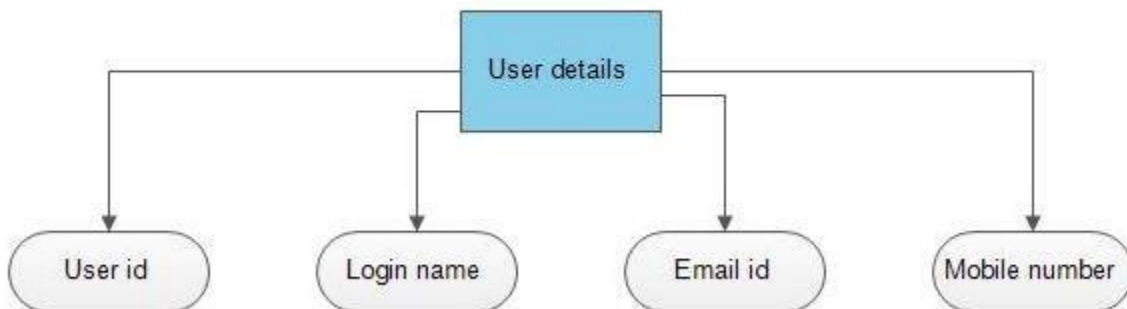 User details
User id
Login name
Email id
Mobile number